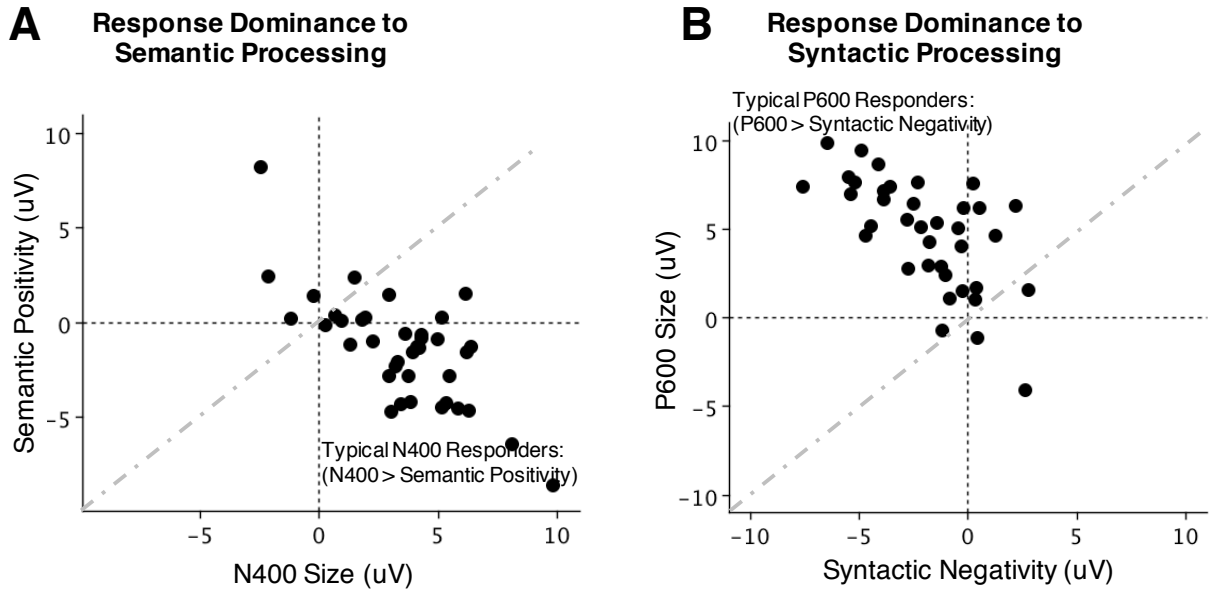 A
Response Dominance to
Semantic Processing
10
5
0
−5
−5
0
5
10
Semantic Positivity (uV)
N400 Size (uV)
Typical N400 Responders:
(N400 > Semantic Positivity)
B
Response Dominance to
Syntactic Processing
Typical P600 Responders:
(P600 > Syntactic Negativity)
10
5
0
−5
−10
−10
−5
0
5
10
P600 Size (uV)
Syntactic Negativity (uV)